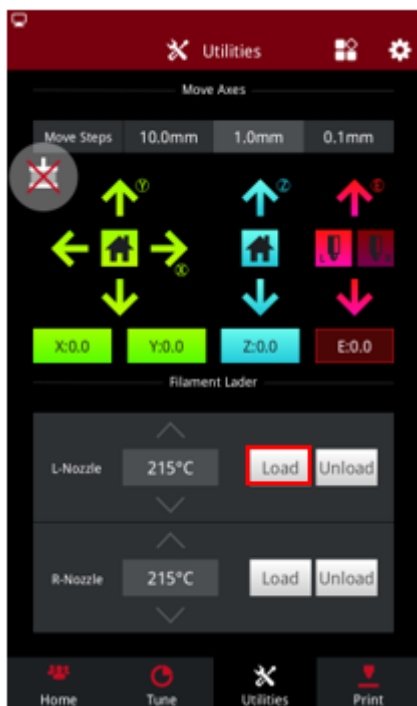 Utilities
Move Axes
Move Steps 10.0mm 1.0mm 0.1mm
Y Z E
X
L
X:0.0 Y:0.0 Z:0.0 E:0.0
Filament Lader
L-Nozzle 215°C Load Unload
R-Nozzle 215°C Load Unload
Home Tune Utilities Print